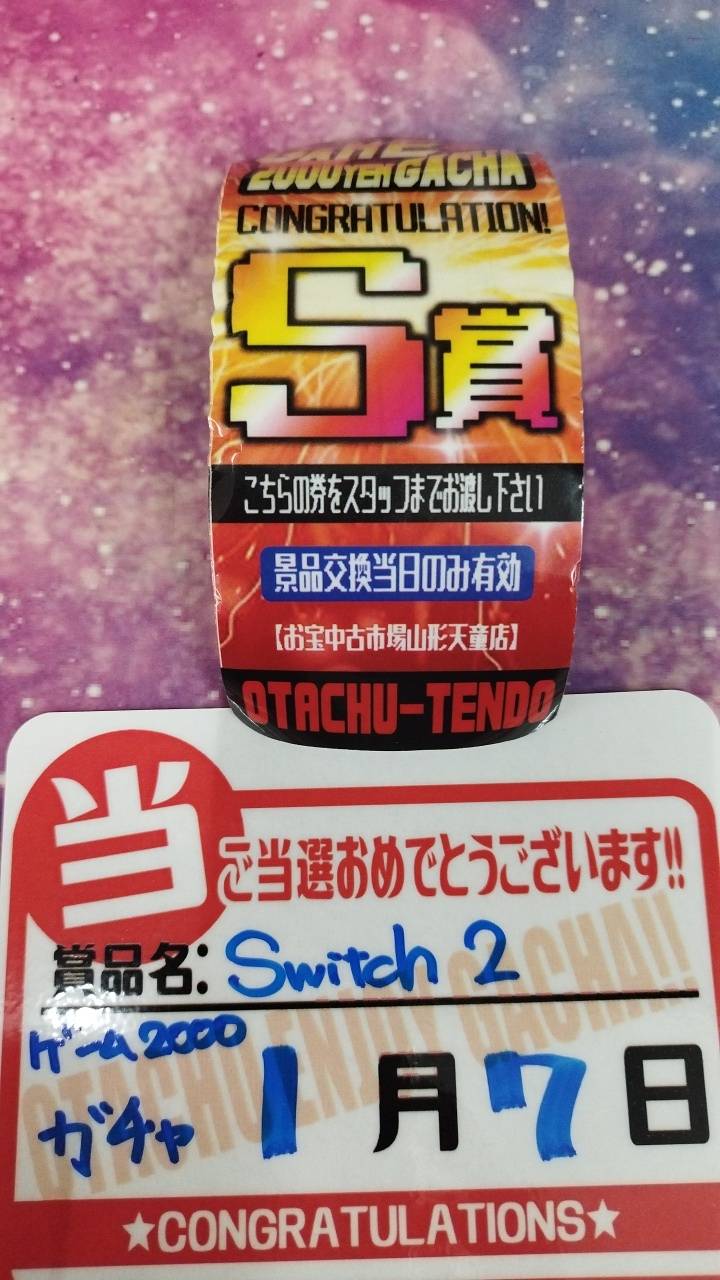 2000YEN GACHA
CONGRATULATION!
S賞
こちらの券をスタッフまでお渡し下さい
景品交換当日のみ有効
【お宝中古市場山形天童店】
OTACHU-TENDO
当
ご当選おめでとうございます!!
賞品名: Switch 2
ゲーム2000
ガチャ
1月7日
OTACHU ENJOY GACHA!!
★CONGRATULATIONS★